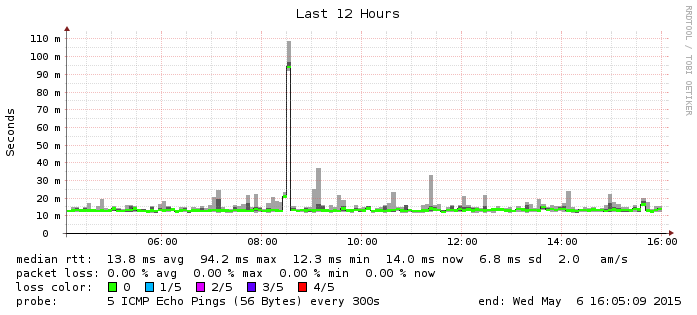 Last 12 Hours
RRDTOOL / TOBI OETIKER
Seconds
110 m
100 m
90 m
80 m
70 m
60 m
50 m
40 m
30 m
20 m
10 m
0
06:00 08:00 10:00 12:00 14:00 16:00
median rtt: 13.8 ms avg 94.2 ms max 12.3 ms min 14.0 ms now 6.8 ms sd 2.0 am/s
packet loss: 0.00 % avg 0.00 % max 0.00 % min 0.00 % now
loss color: 0 1/5 2/5 3/5 4/5
probe: 5 ICMP Echo Pings (56 Bytes) every 300s end: Wed May 6 16:05:09 2015